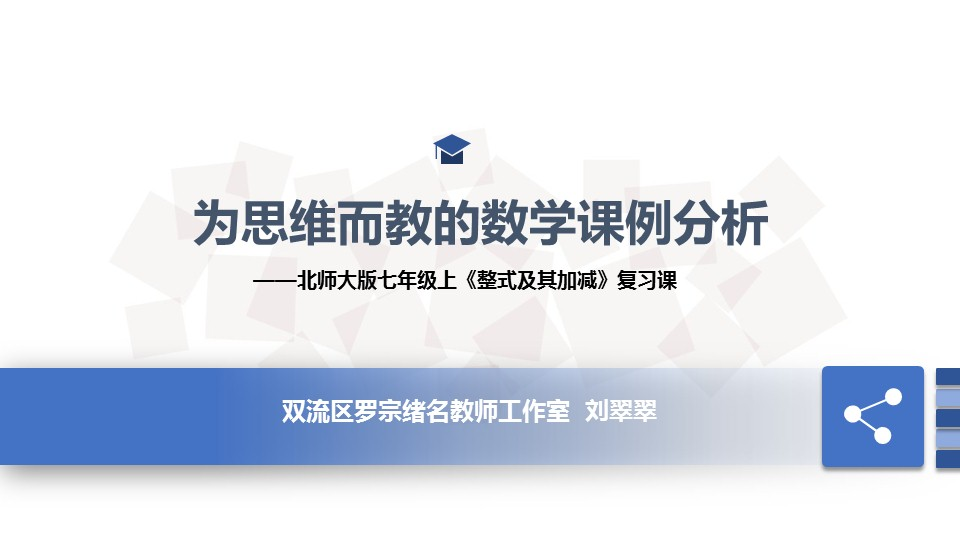 为思维而教的数学课例分析
——北师大版七年级上《整式及其加减》复习课
双流区罗宗绪名教师工作室 刘翠翠